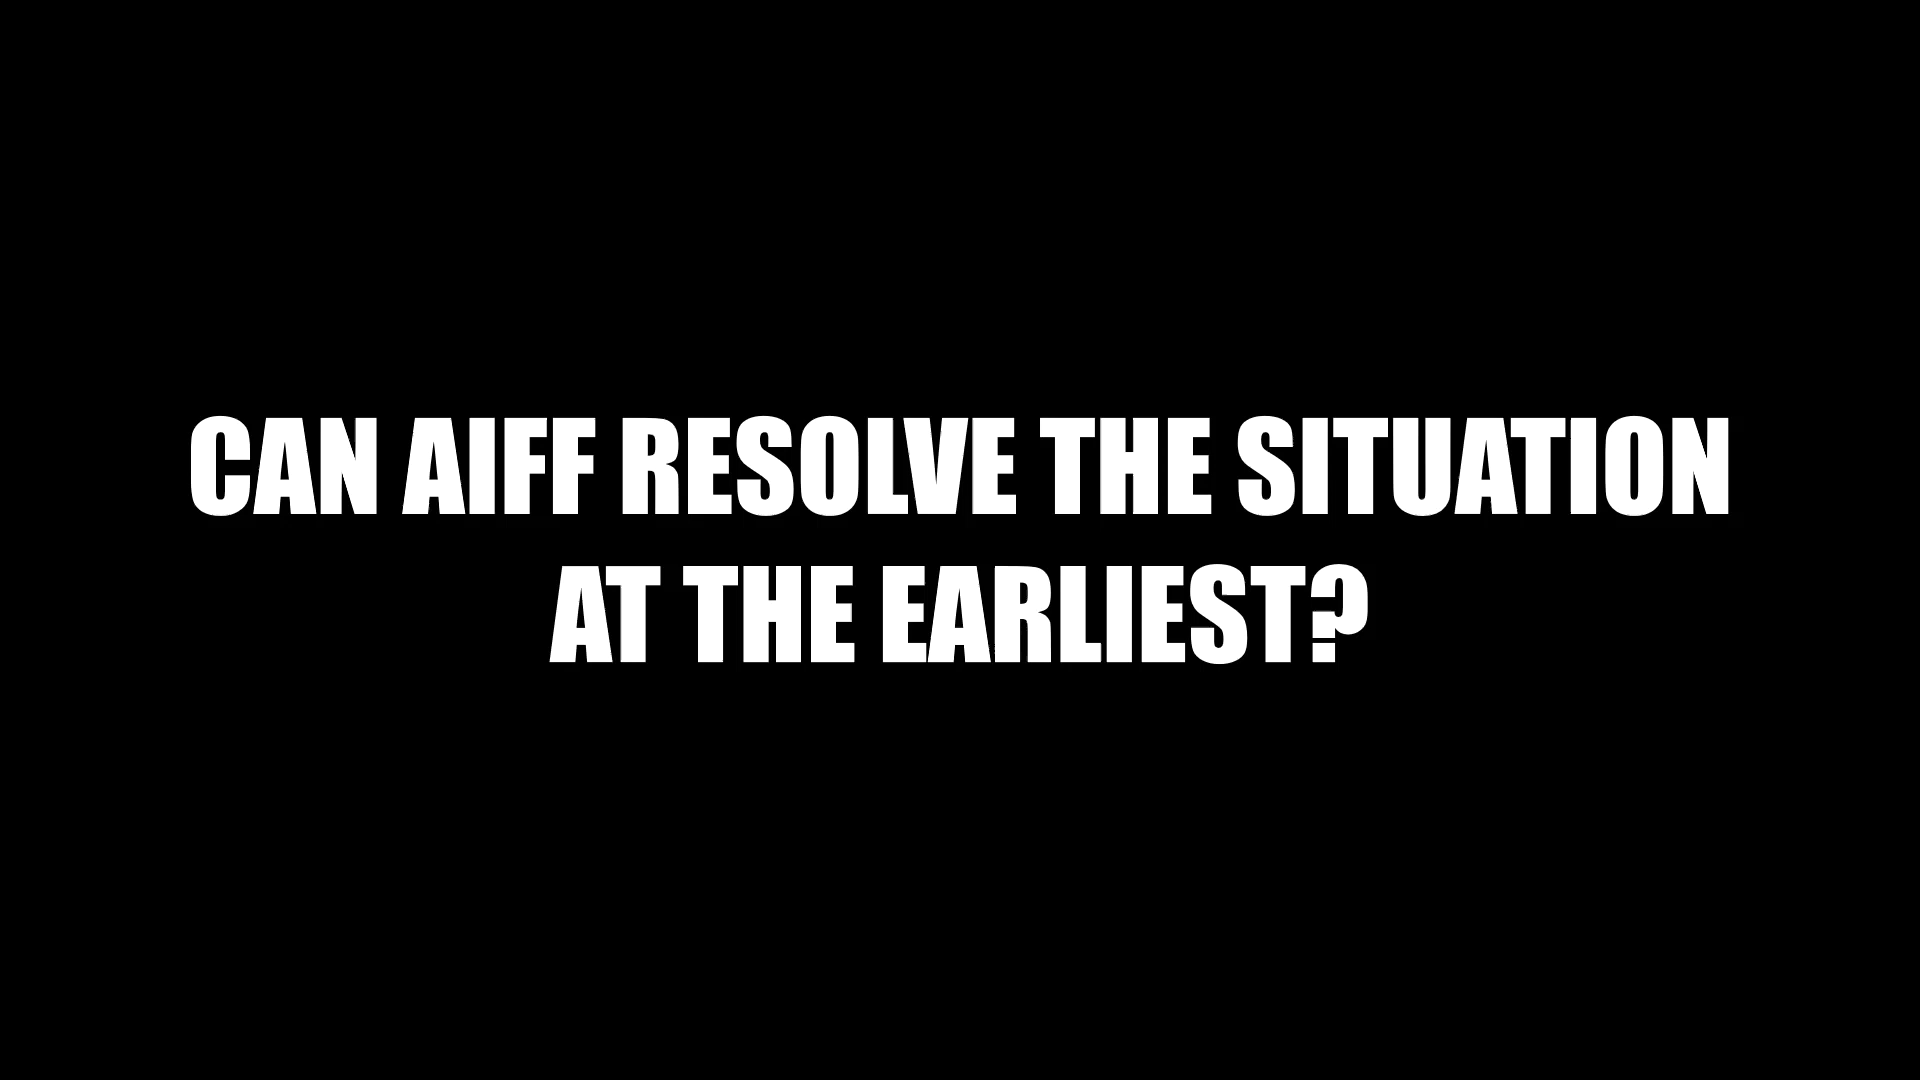 CAN AIFF RESOLVE THE SITUATION
AT THE EARLIEST?